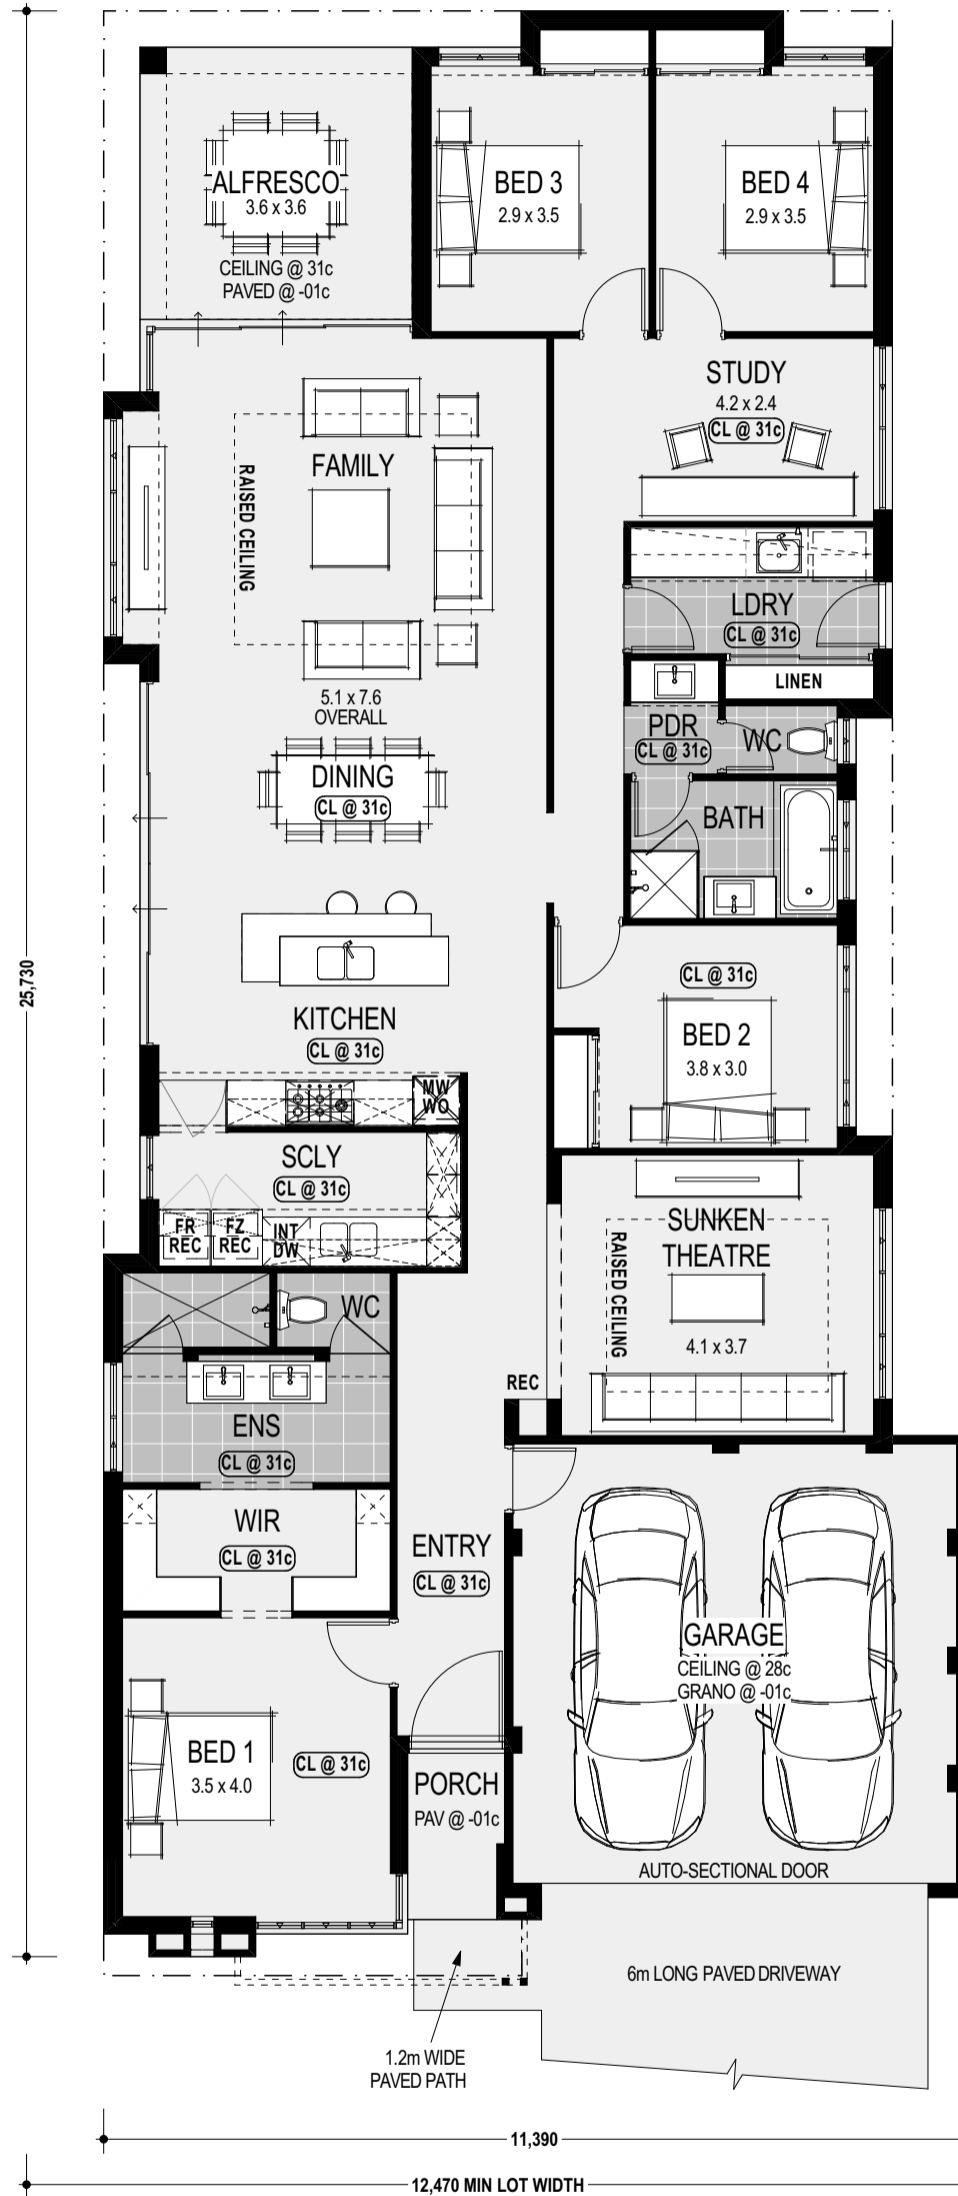 ALFRESCO
3.6 x 3.6
CEILING @ 31c
PAVED @ -01c
BED 3
2.9 x 3.5
BED 4
2.9 x 3.5
STUDY
4.2 x 2.4
CL @ 31c
FAMILY
RAISED CEILING
5.1 x 7.6
OVERALL
LDRY
CL @ 31c
LINEN
PDR
CL @ 31c
WC
DINING
CL @ 31c
BATH
25,730
KITCHEN
CL @ 31c
CL @ 31c
BED 2
3.8 x 3.0
MW
WO
SCLY
CL @ 31c
FR
REC
FZ
REC
INT
DW
SUNKEN
THEATRE
RAISED CEILING
4.1 x 3.7
REC
WC
ENS
CL @ 31c
WIR
CL @ 31c
ENTRY
CL @ 31c
GARAGE
CEILING @ 28c
GRANO @ -01c
BED 1
3.5 x 4.0
CL @ 31c
PORCH
PAV @ -01c
AUTO-SECTIONAL DOOR
6m LONG PAVED DRIVEWAY
1.2m WIDE
PAVED PATH
11,390
12,470 MIN LOT WIDTH